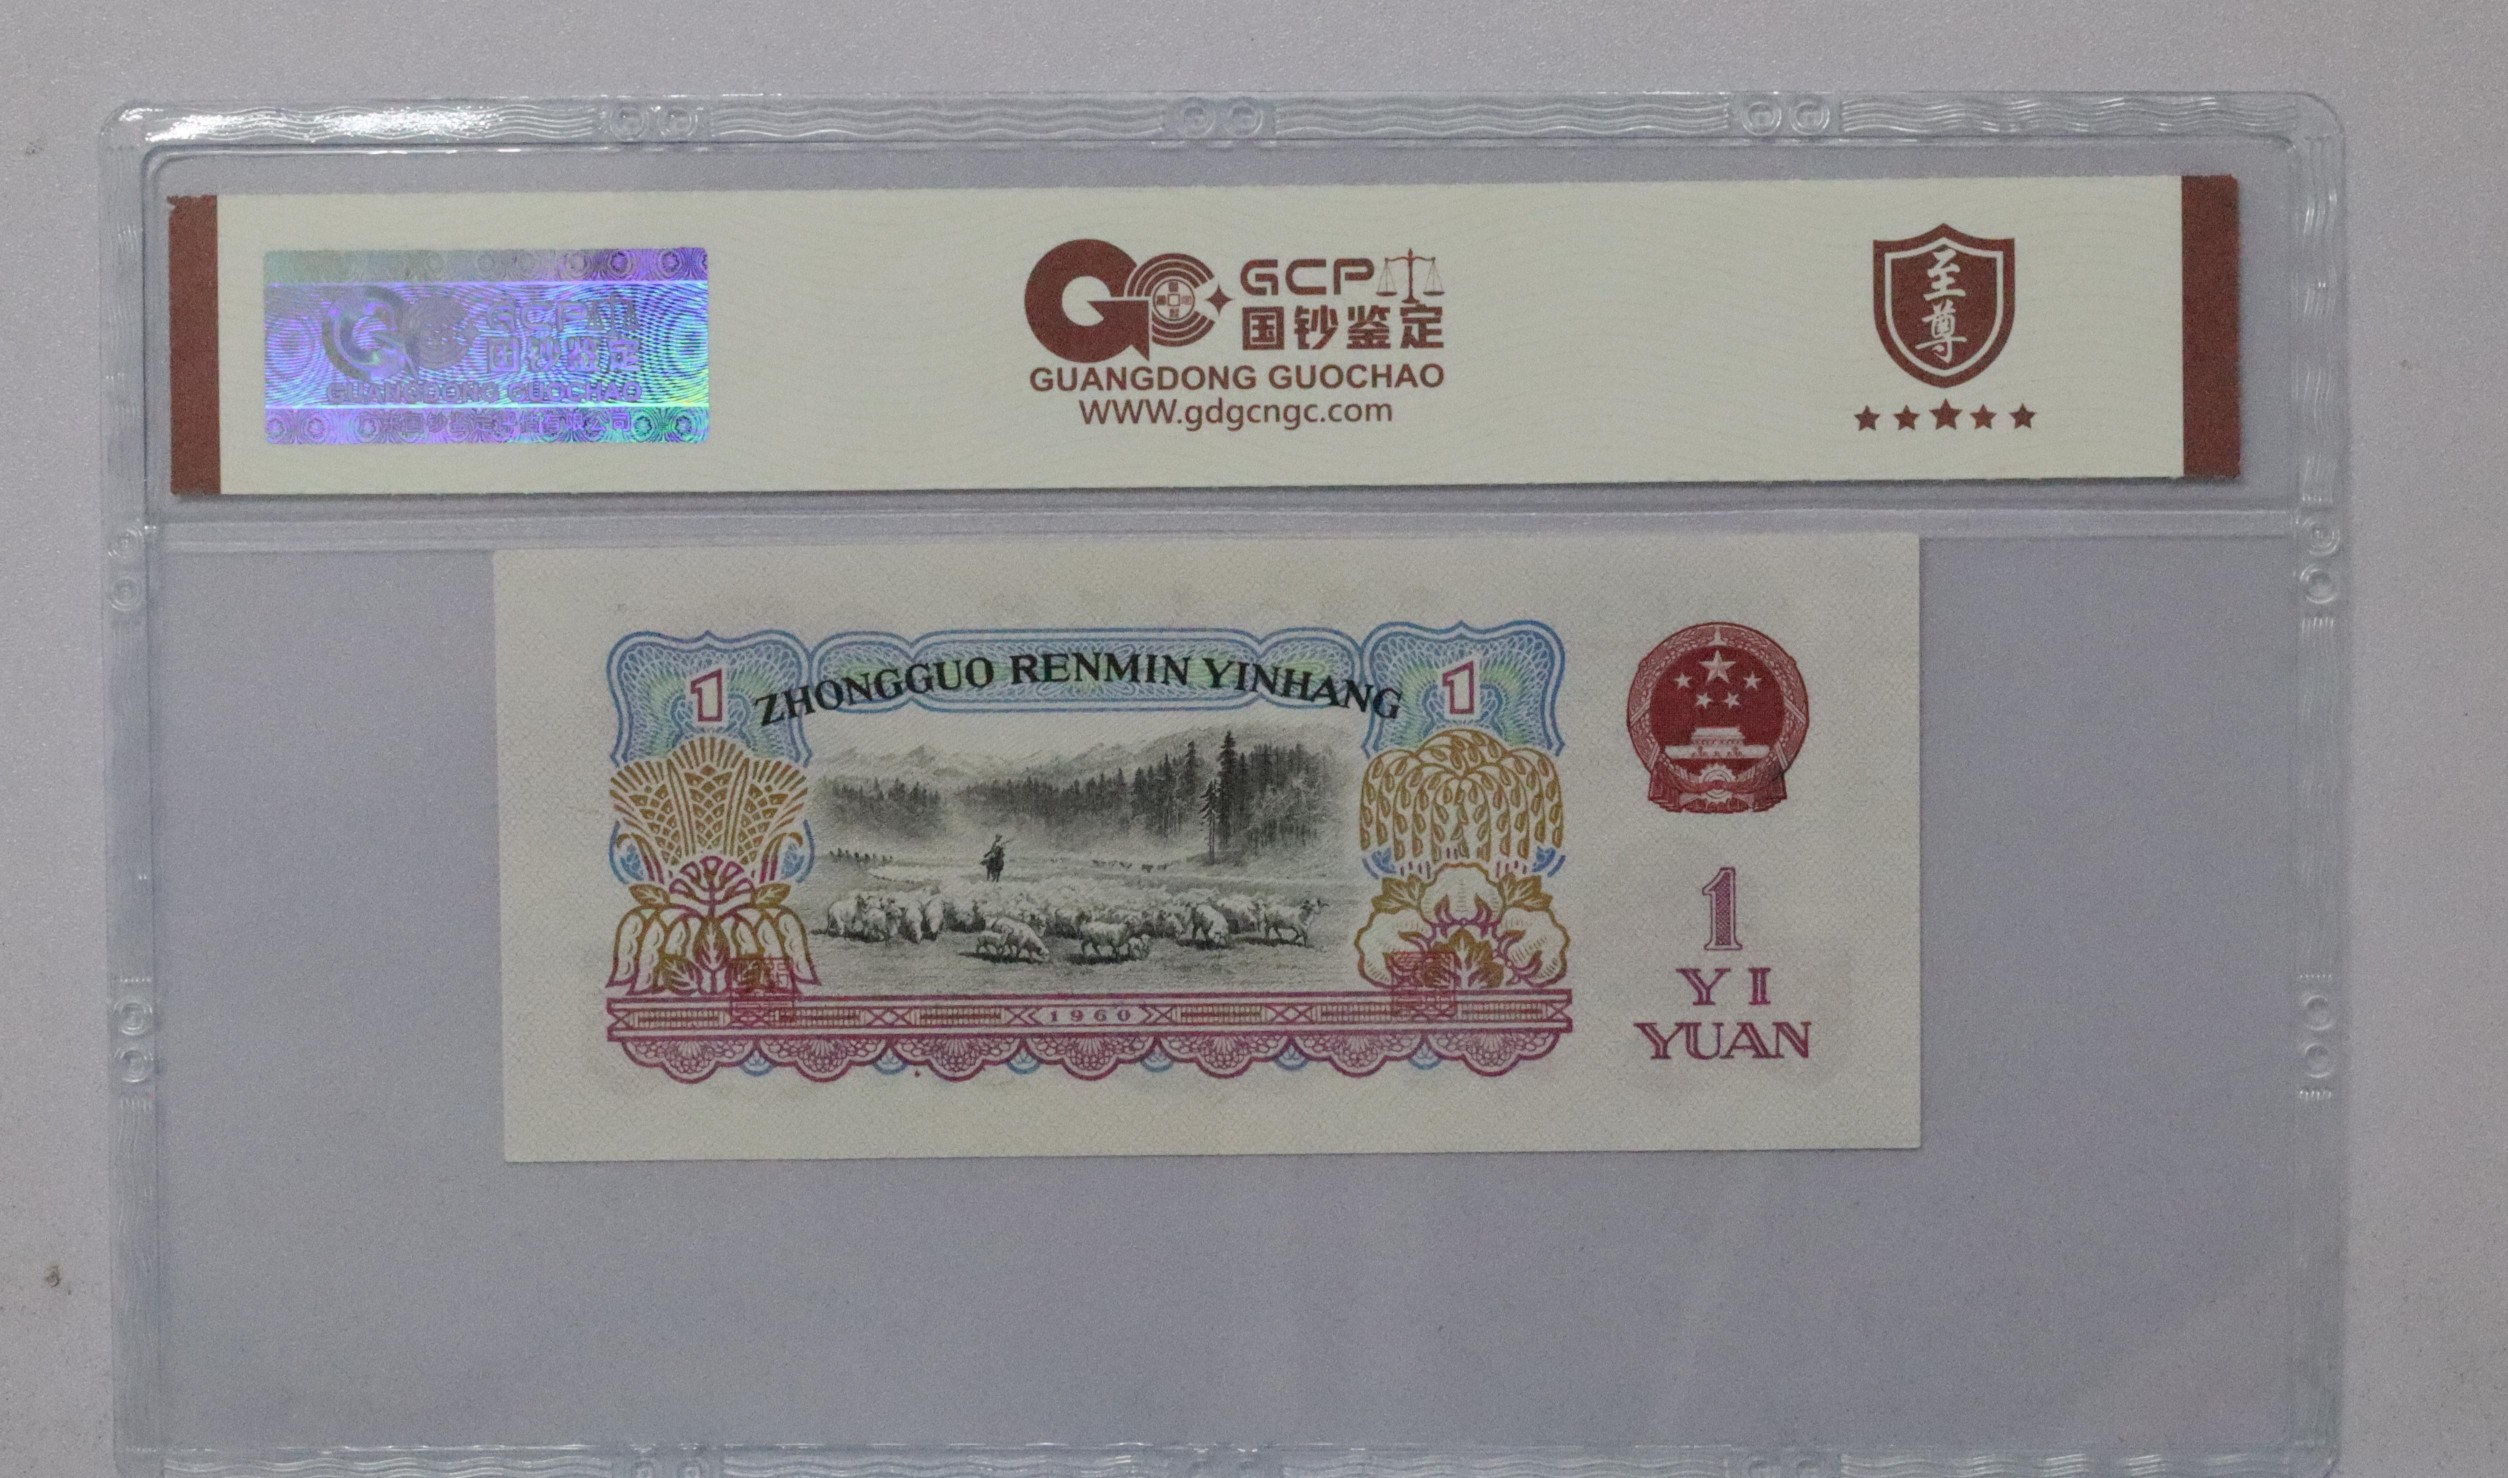 GCP
国钞鉴定
GUANGDONG GUOCHAO
GCP
国钞鉴定
GUANGDONG GUOCHAO
WWW.gdgcngc.com
至尊
ZHONGGUO RENMIN YINHANG
1
1
1
YI
YUAN
1960